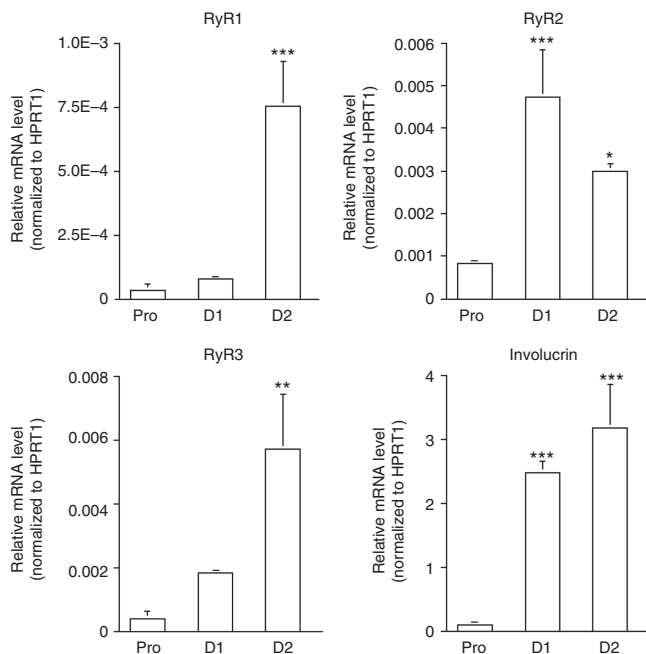 RyR1
Relative mRNA level
(normalized to HPRT1)
1.0E–3
7.5E–4
5.0E–4
2.5E–4
0
***
Pro D1 D2
RyR2
Relative mRNA level
(normalized to HPRT1)
0.006
0.005
0.004
0.003
0.002
0.001
0
***
*
Pro D1 D2
RyR3
Relative mRNA level
(normalized to HPRT1)
0.008
0.006
0.004
0.002
0
**
Pro D1 D2
Involucrin
Relative mRNA level
(normalized to HPRT1)
4
3
2
1
0
***
***
Pro D1 D2